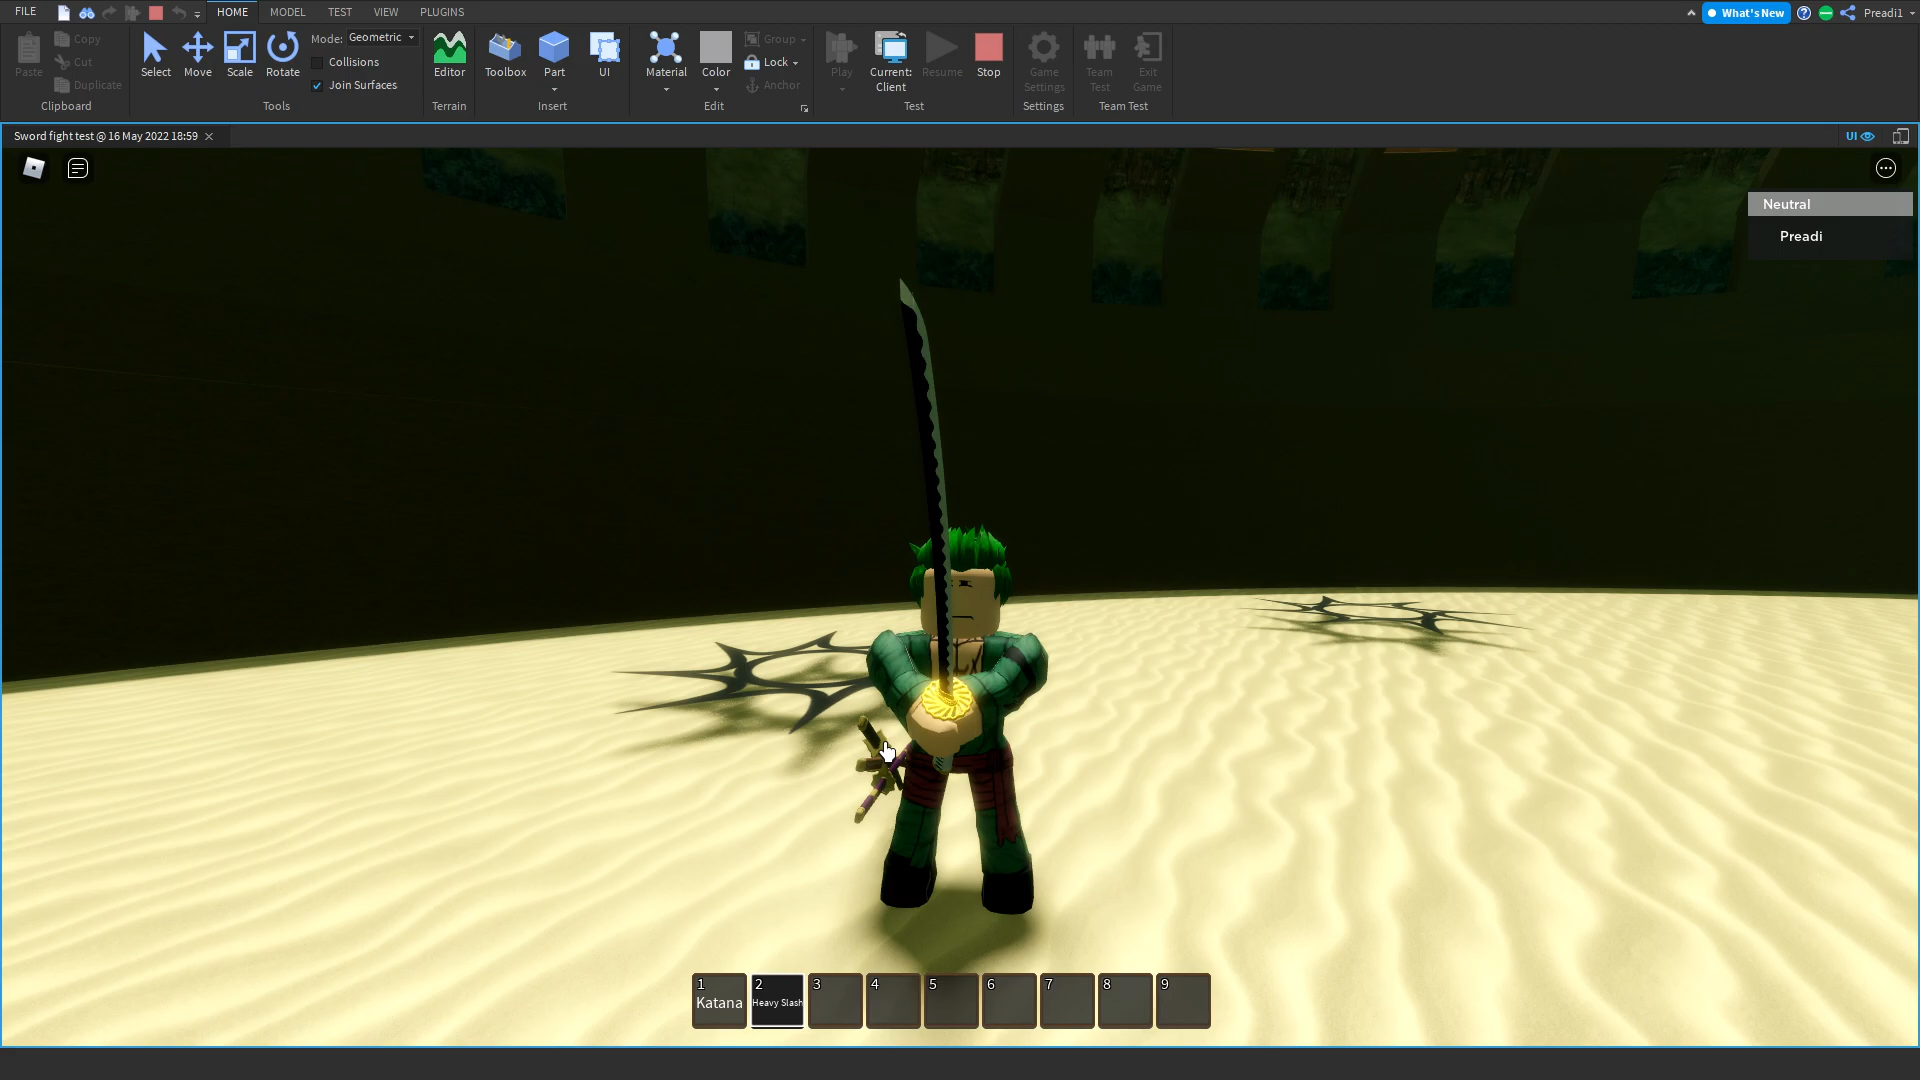 FILE
HOME
MODEL
TEST
VIEW
PLUGINS
What's New
Preadi1
Paste
Copy
Cut
Duplicate
Clipboard
Select
Move
Scale
Rotate
Mode: Geometric
Collisions
Join Surfaces
Tools
Editor
Terrain
Toolbox
Part
UI
Insert
Material
Color
Group
Lock
Anchor
Edit
Play
Current:
Client
Resume
Stop
Test
Game
Settings
Settings
Team
Test
Exit
Game
Team Test
Sword fight test @ 16 May 2022 18:59
UI
Neutral
Preadi
1
Katana
2
Heavy Slash
3
4
5
6
7
8
9